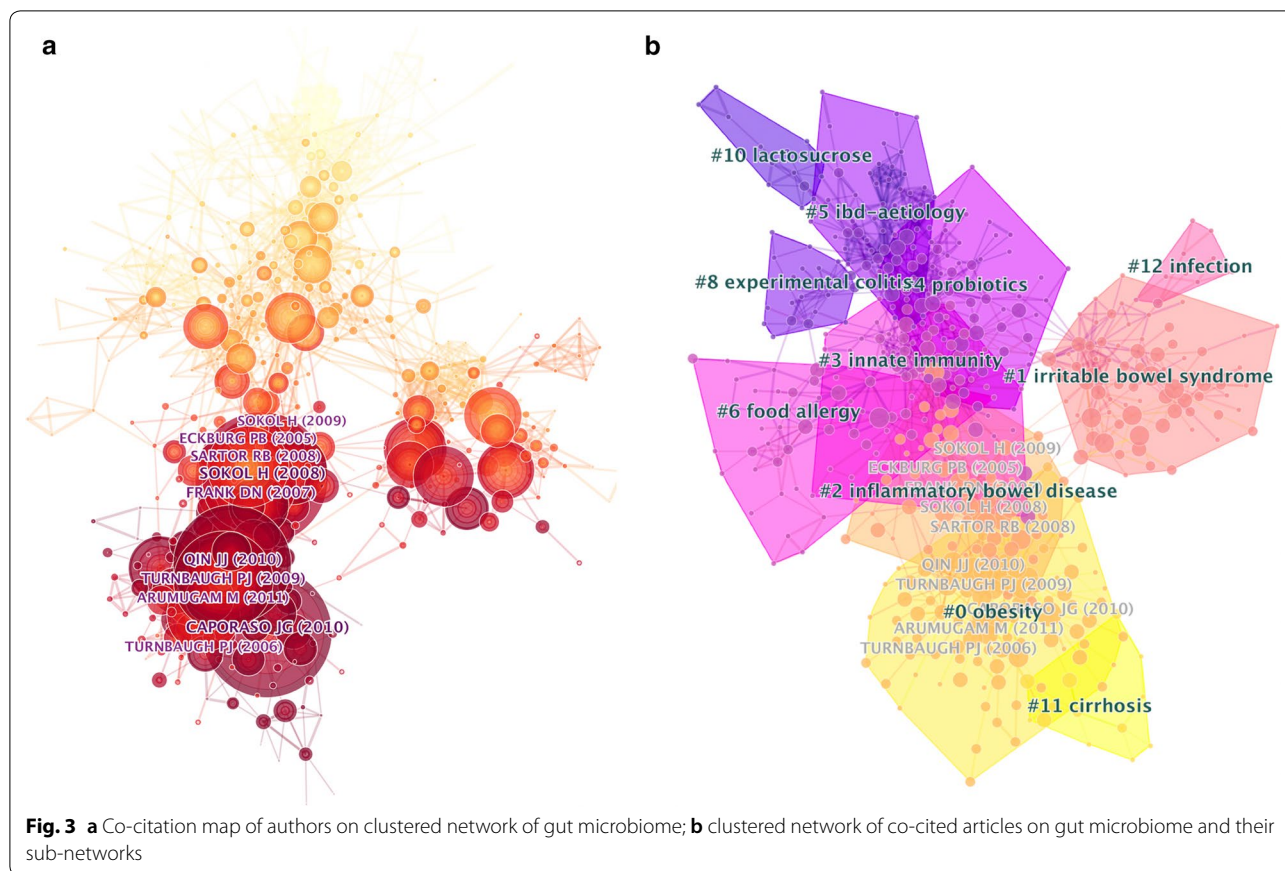 a
SOKOL H (2009)
ECKBURG PB (2005)
SARTOR RB (2008)
SOKOL H (2008)
FRANK DN (2007)
QIN JJ (2010)
TURNBAUGH PJ (2009)
ARUMUGAM M (2011)
CAPORASO JG (2010)
TURNBAUGH PJ (2006)
b
#10 lactosucrose
#5 ibd-aetiology
#8 experimental colitis
#4 probiotics
#12 infection
#3 innate immunity
#1 irritable bowel syndrome
#6 food allergy
SOKOL H (2009)
ECKBURG PB (2005)
#2 inflammatory bowel disease
SOKOL H (2008)
SARTOR RB (2008)
QIN JJ (2010)
TURNBAUGH PJ (2009)
CAPORASO JG (2010)
#0 obesity
ARUMUGAM M (2011)
TURNBAUGH PJ (2006)
#11 cirrhosis
Fig. 3 a Co-citation map of authors on clustered network of gut microbiome; b clustered network of co-cited articles on gut microbiome and their
sub-networks